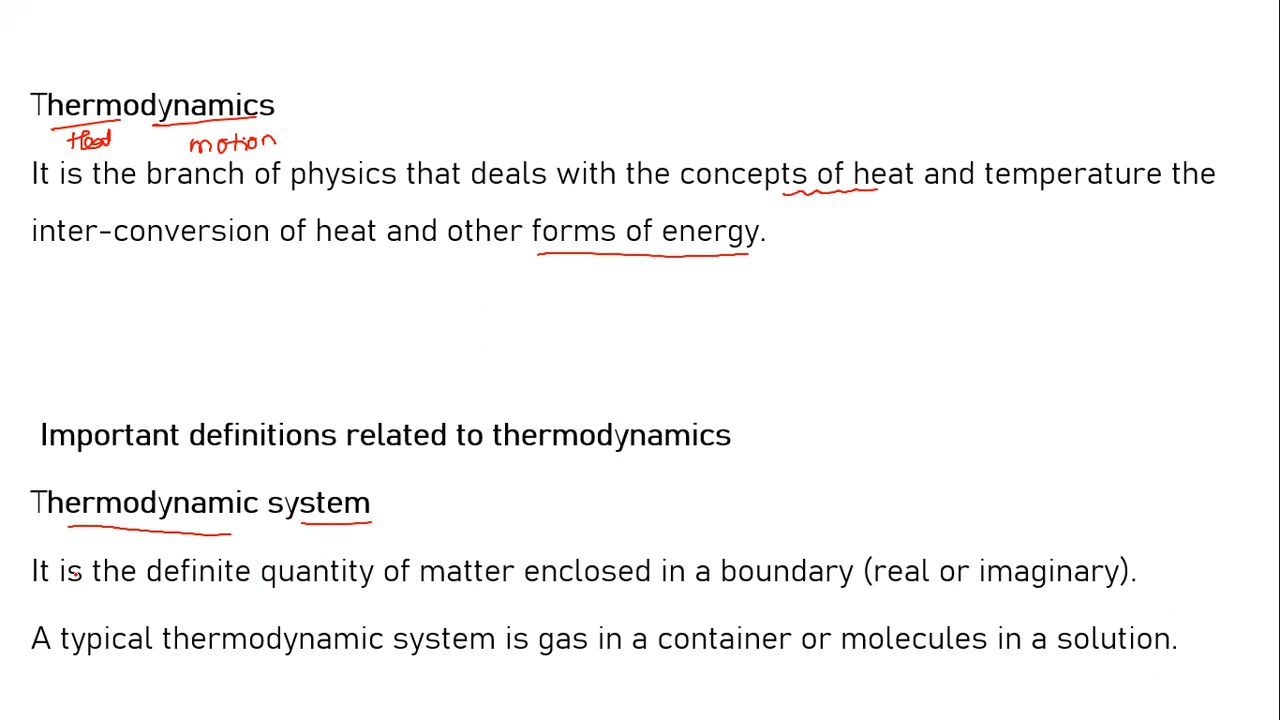 Thermodynamics
motion
It is the branch of physics that deals with the concepts of heat and temperature the
inter-conversion of heat and other forms of energy.
Important definitions related to thermodynamics
Thermodynamic system
It is the definite quantity of matter enclosed in a boundary (real or imaginary).
A typical thermodynamic system is gas in a container or molecules in a solution.